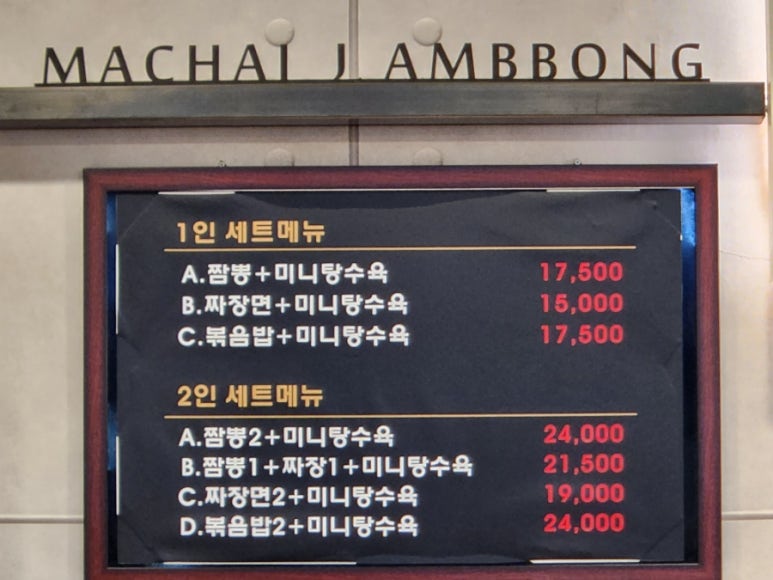 MACHAI J AMBBONG
1인 세트메뉴
A.짬뽕+미니탕수육 17,500
B.짜장면+미니탕수육 15,000
C.볶음밥+미니탕수육 17,500
2인 세트메뉴
A.짬뽕2+미니탕수육 24,000
B.짬뽕1+짜장1+미니탕수육 21,500
C.짜장면2+미니탕수육 19,000
D.볶음밥2+미니탕수육 24,000